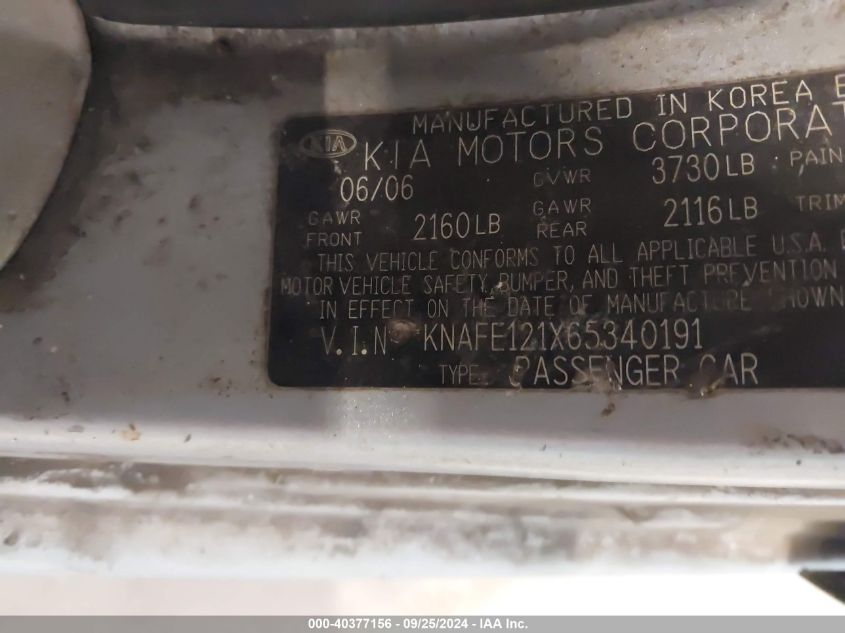 MANUFACTURED IN KOREA
KIA KIA MOTORS
06/06 GVWR 3730LB
GAWR FRONT 2160LB GAWR REAR 2116LB TRIM
THIS VEHICLE CONFORMS TO ALL APPLICABLE U.S.A.
MOTOR VEHICLE SAFETY, BUMPER, AND THEFT PREVENTION
IN EFFECT ON THE DATE OF MANUFACTURE
V.I.N KNAFE121X65340191
TYPE: PASSENGER CAR
000-40377156 - 09/25/2024 - IAA Inc.